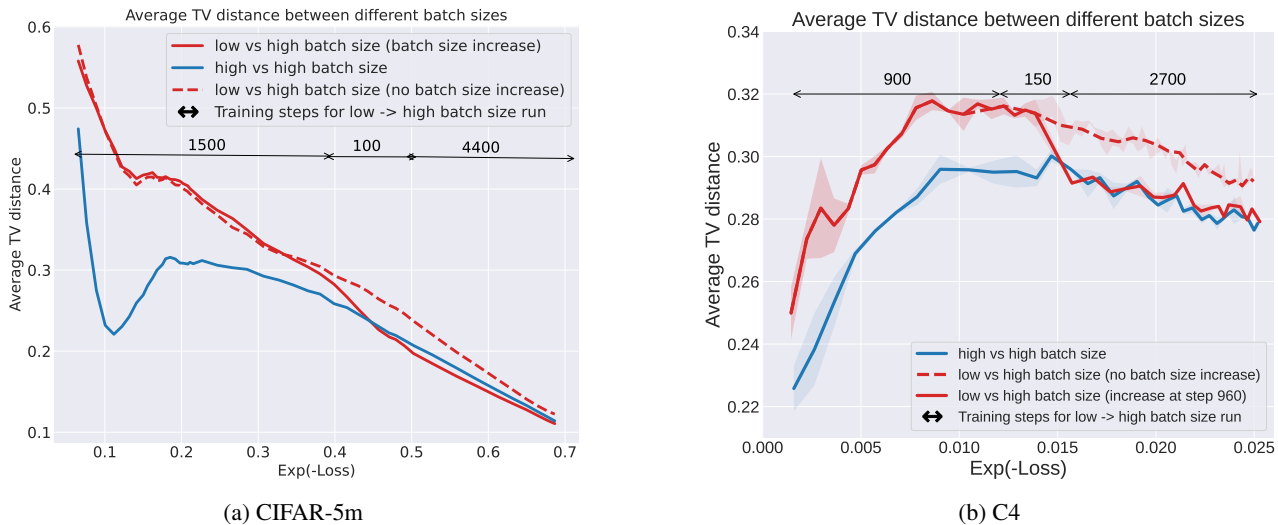 Average TV distance between different batch sizes
0.6
0.5
0.4
0.3
0.2
0.1
Average TV distance
low vs high batch size (batch size increase)
high vs high batch size
low vs high batch size (no batch size increase)
Training steps for low -> high batch size run
1500
100
4400
0.1
0.2
0.3
0.4
0.5
0.6
0.7
Exp(-Loss)
(a) CIFAR-5m
Average TV distance between different batch sizes
0.34
0.32
0.30
0.28
0.26
0.24
0.22
Average TV distance
900
150
2700
high vs high batch size
low vs high batch size (no batch size increase)
low vs high batch size (increase at step 960)
Training steps for low -> high batch size run
0.000
0.005
0.010
0.015
0.020
0.025
Exp(-Loss)
(b) C4